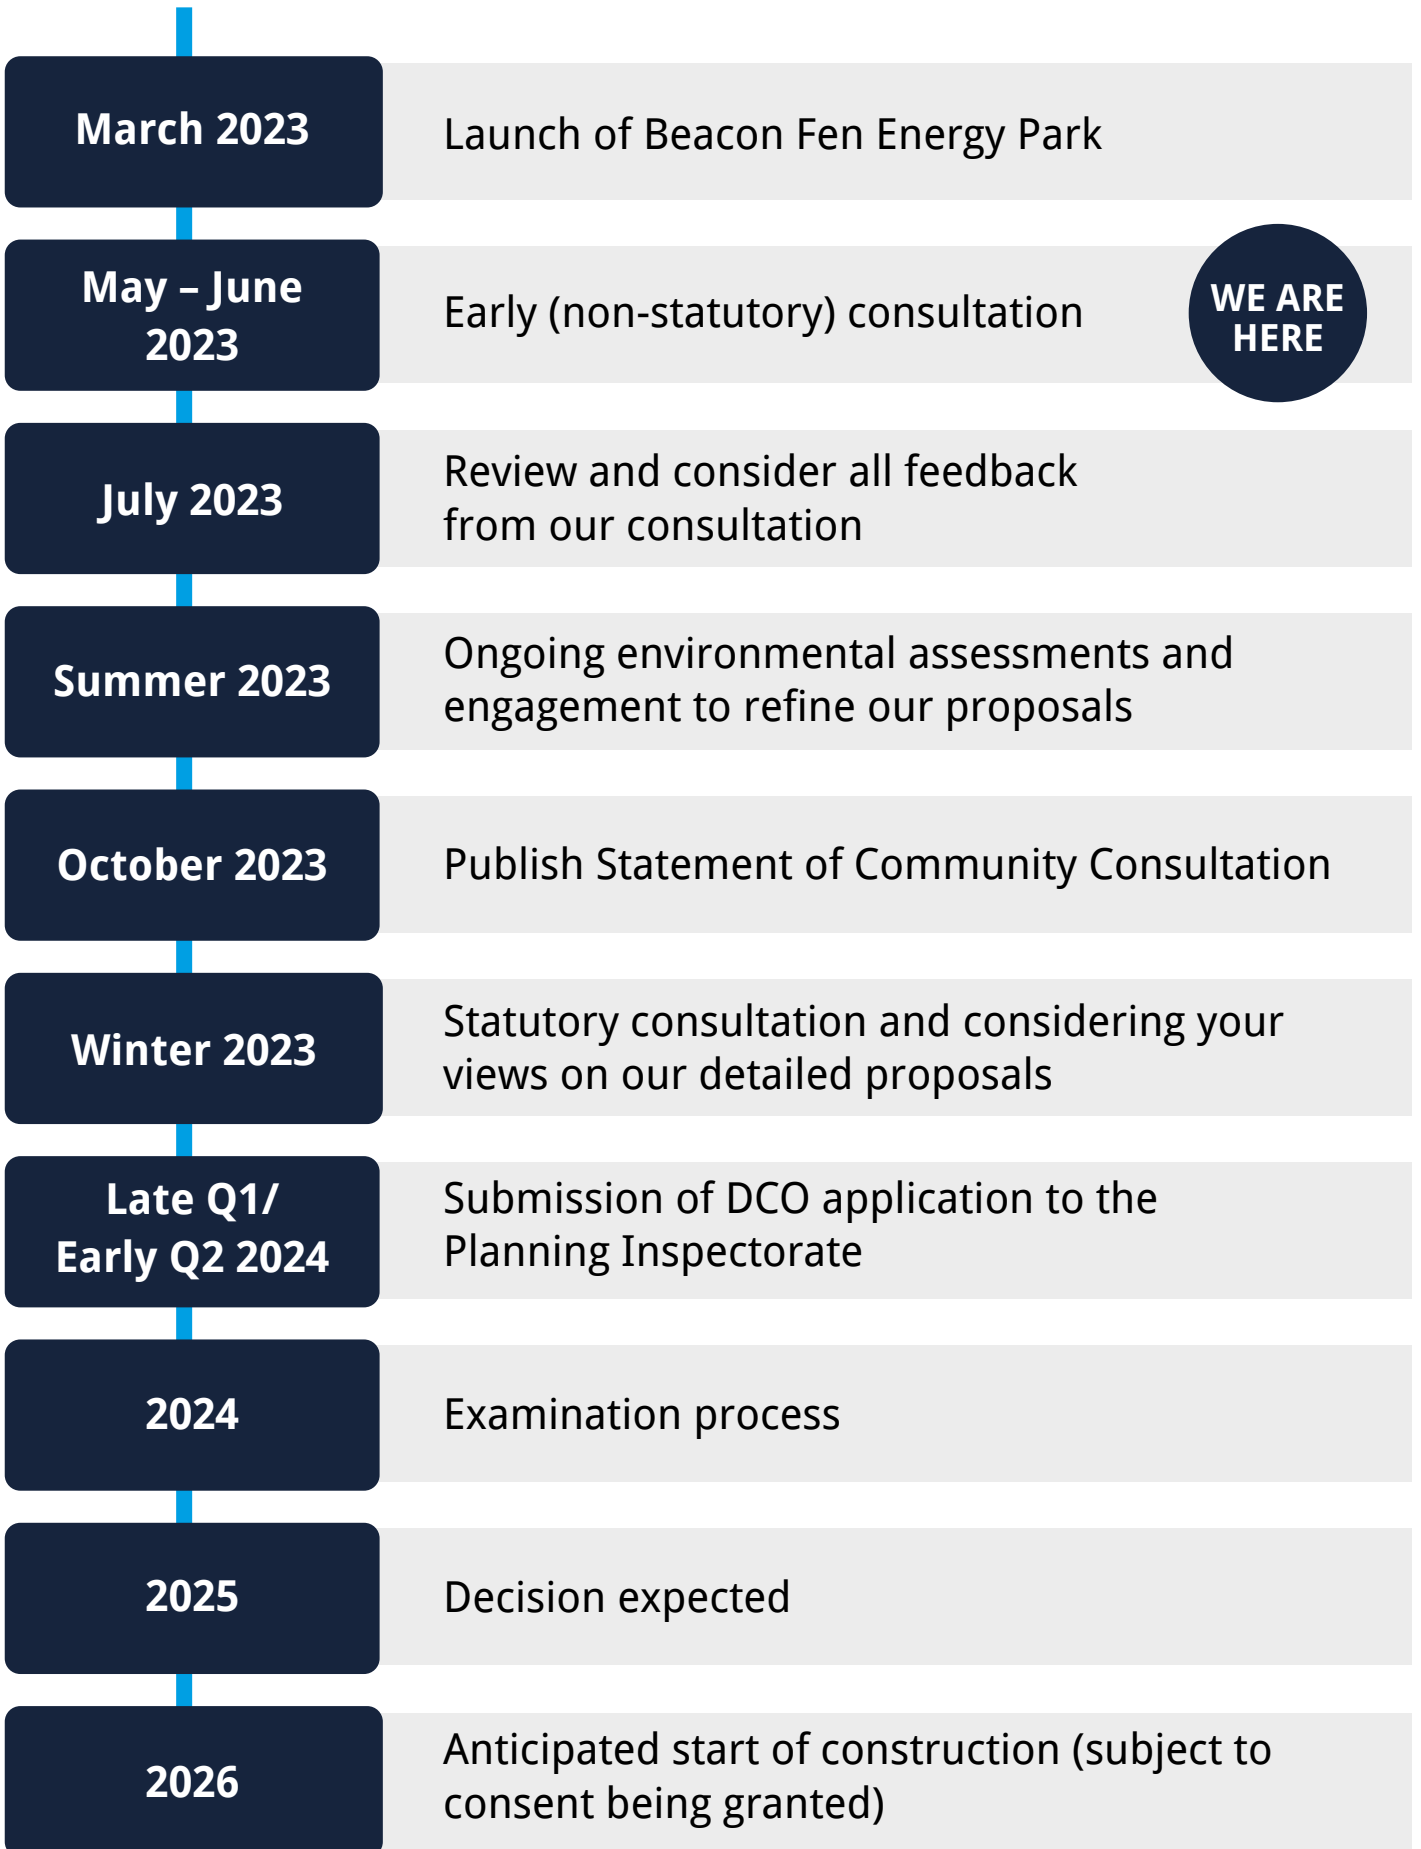 March 2023
Launch of Beacon Fen Energy Park
May – June
2023
Early (non-statutory) consultation
WE ARE
HERE
July 2023
Review and consider all feedback
from our consultation
Summer 2023
Ongoing environmental assessments and
engagement to refine our proposals
October 2023
Publish Statement of Community Consultation
Winter 2023
Statutory consultation and considering your
views on our detailed proposals
Late Q1/
Early Q2 2024
Submission of DCO application to the
Planning Inspectorate
2024
Examination process
2025
Decision expected
2026
Anticipated start of construction (subject to
consent being granted)